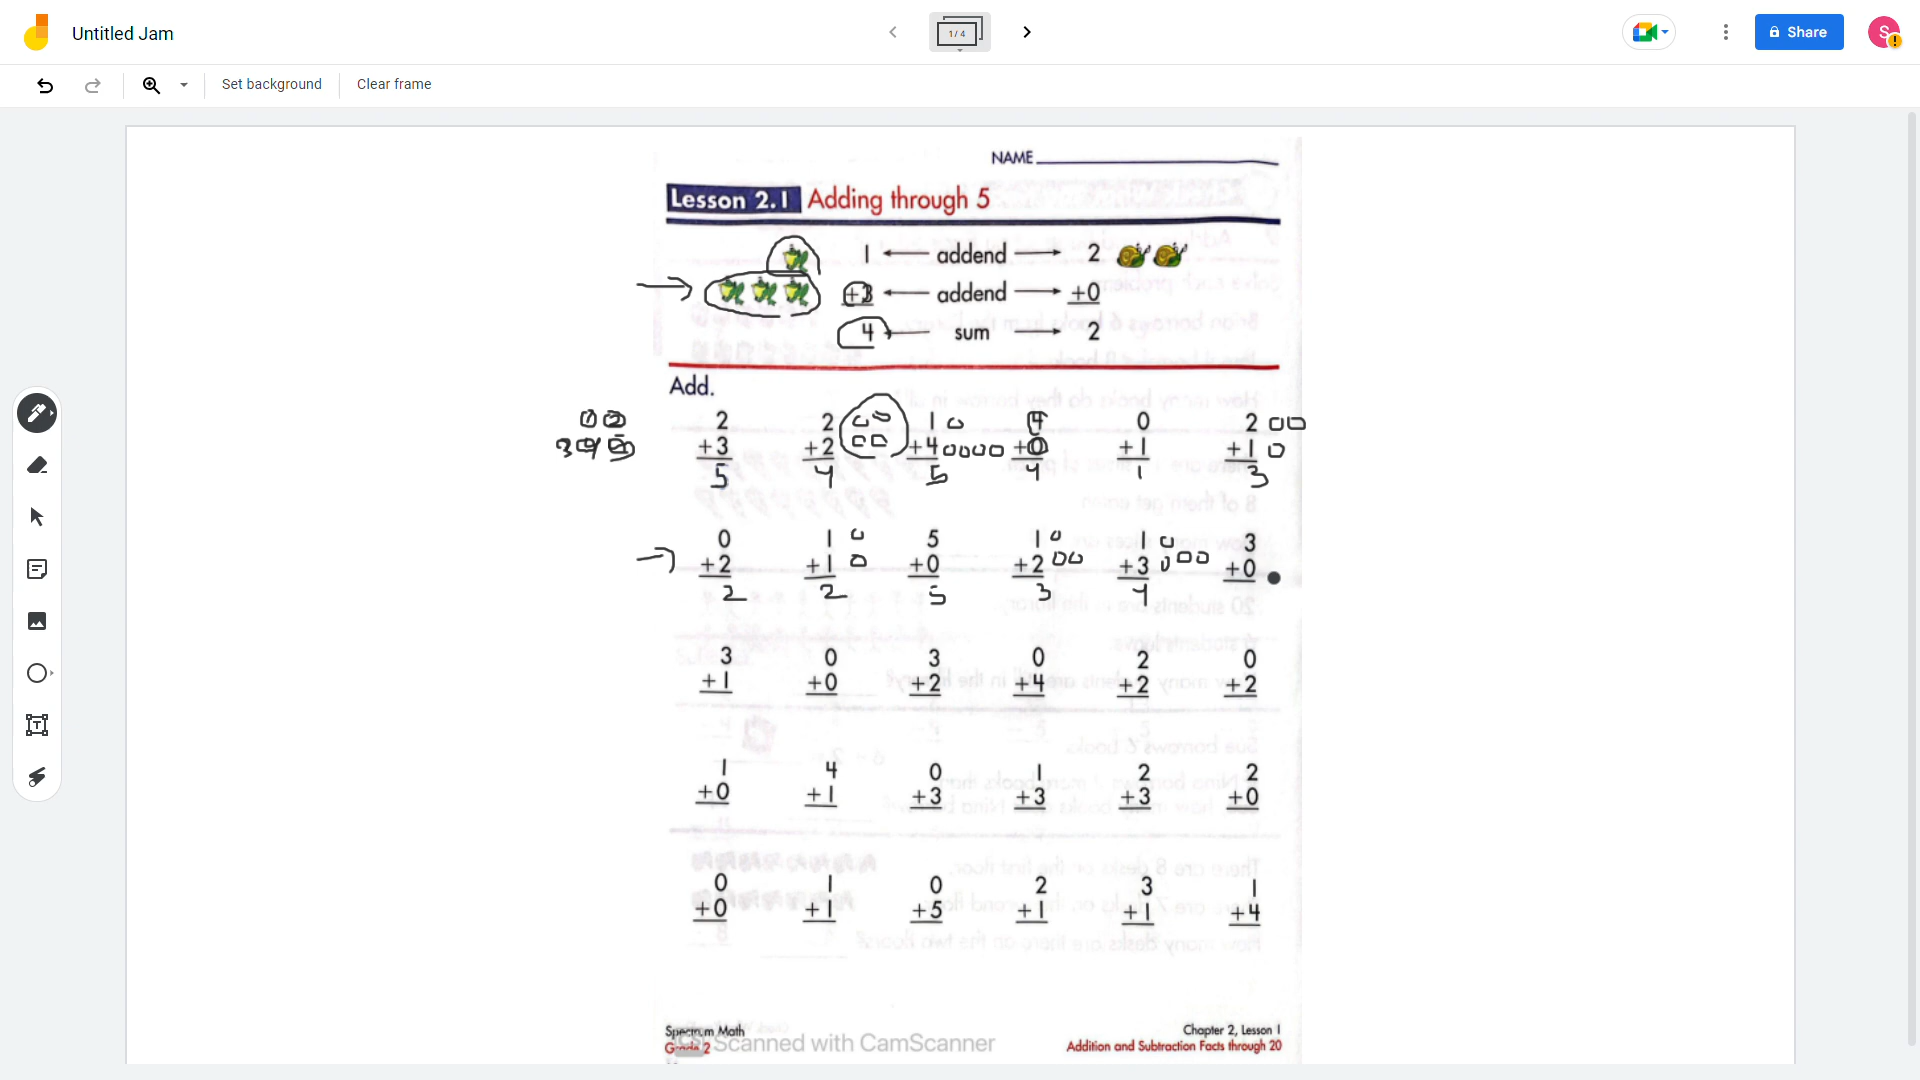 Untitled Jam
1 / 4
Share
S
Set background
Clear frame
NAME
Lesson 2.1 Adding through 5
1 ← addend → 2
+3 ← addend → +0
4 ← sum → 2
Add.
1 2
3 4 5
2 2 1 4 0 2
+3 +2 +4 +0 +1 +1
5 4 5 4 1 3
0 1 5 1 1 3
+2 +1 +0 +2 +3 +0
2 2 5 3 4
3 0 3 0 2 0
+1 +0 +2 +4 +2 +2
1 4 0 1 2 2
+0 +1 +3 +3 +3 +0
0 1 0 2 3 1
+0 +1 +5 +1 +1 +4
Spectrum Math
Grade 2
CS Scanned with CamScanner
Chapter 2, Lesson 1
Addition and Subtraction Facts through 20